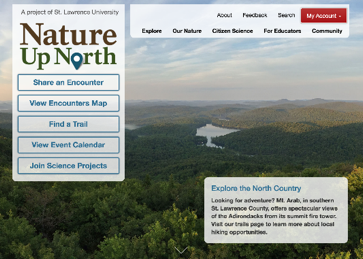 A project of St. Lawrence University
Nature
Up North
Share an Encounter
View Encounters Map
Find a Trail
View Event Calendar
Join Science Projects
About Feedback Search My Account
Explore Our Nature Citizen Science For Educators Community
Explore the North Country
Looking for adventure? Mt. Arab, in southern
St. Lawrence County, offers spectacular views
of the Adirondacks from its summit fire tower.
Visit our trails page to learn more about local
hiking opportunities.